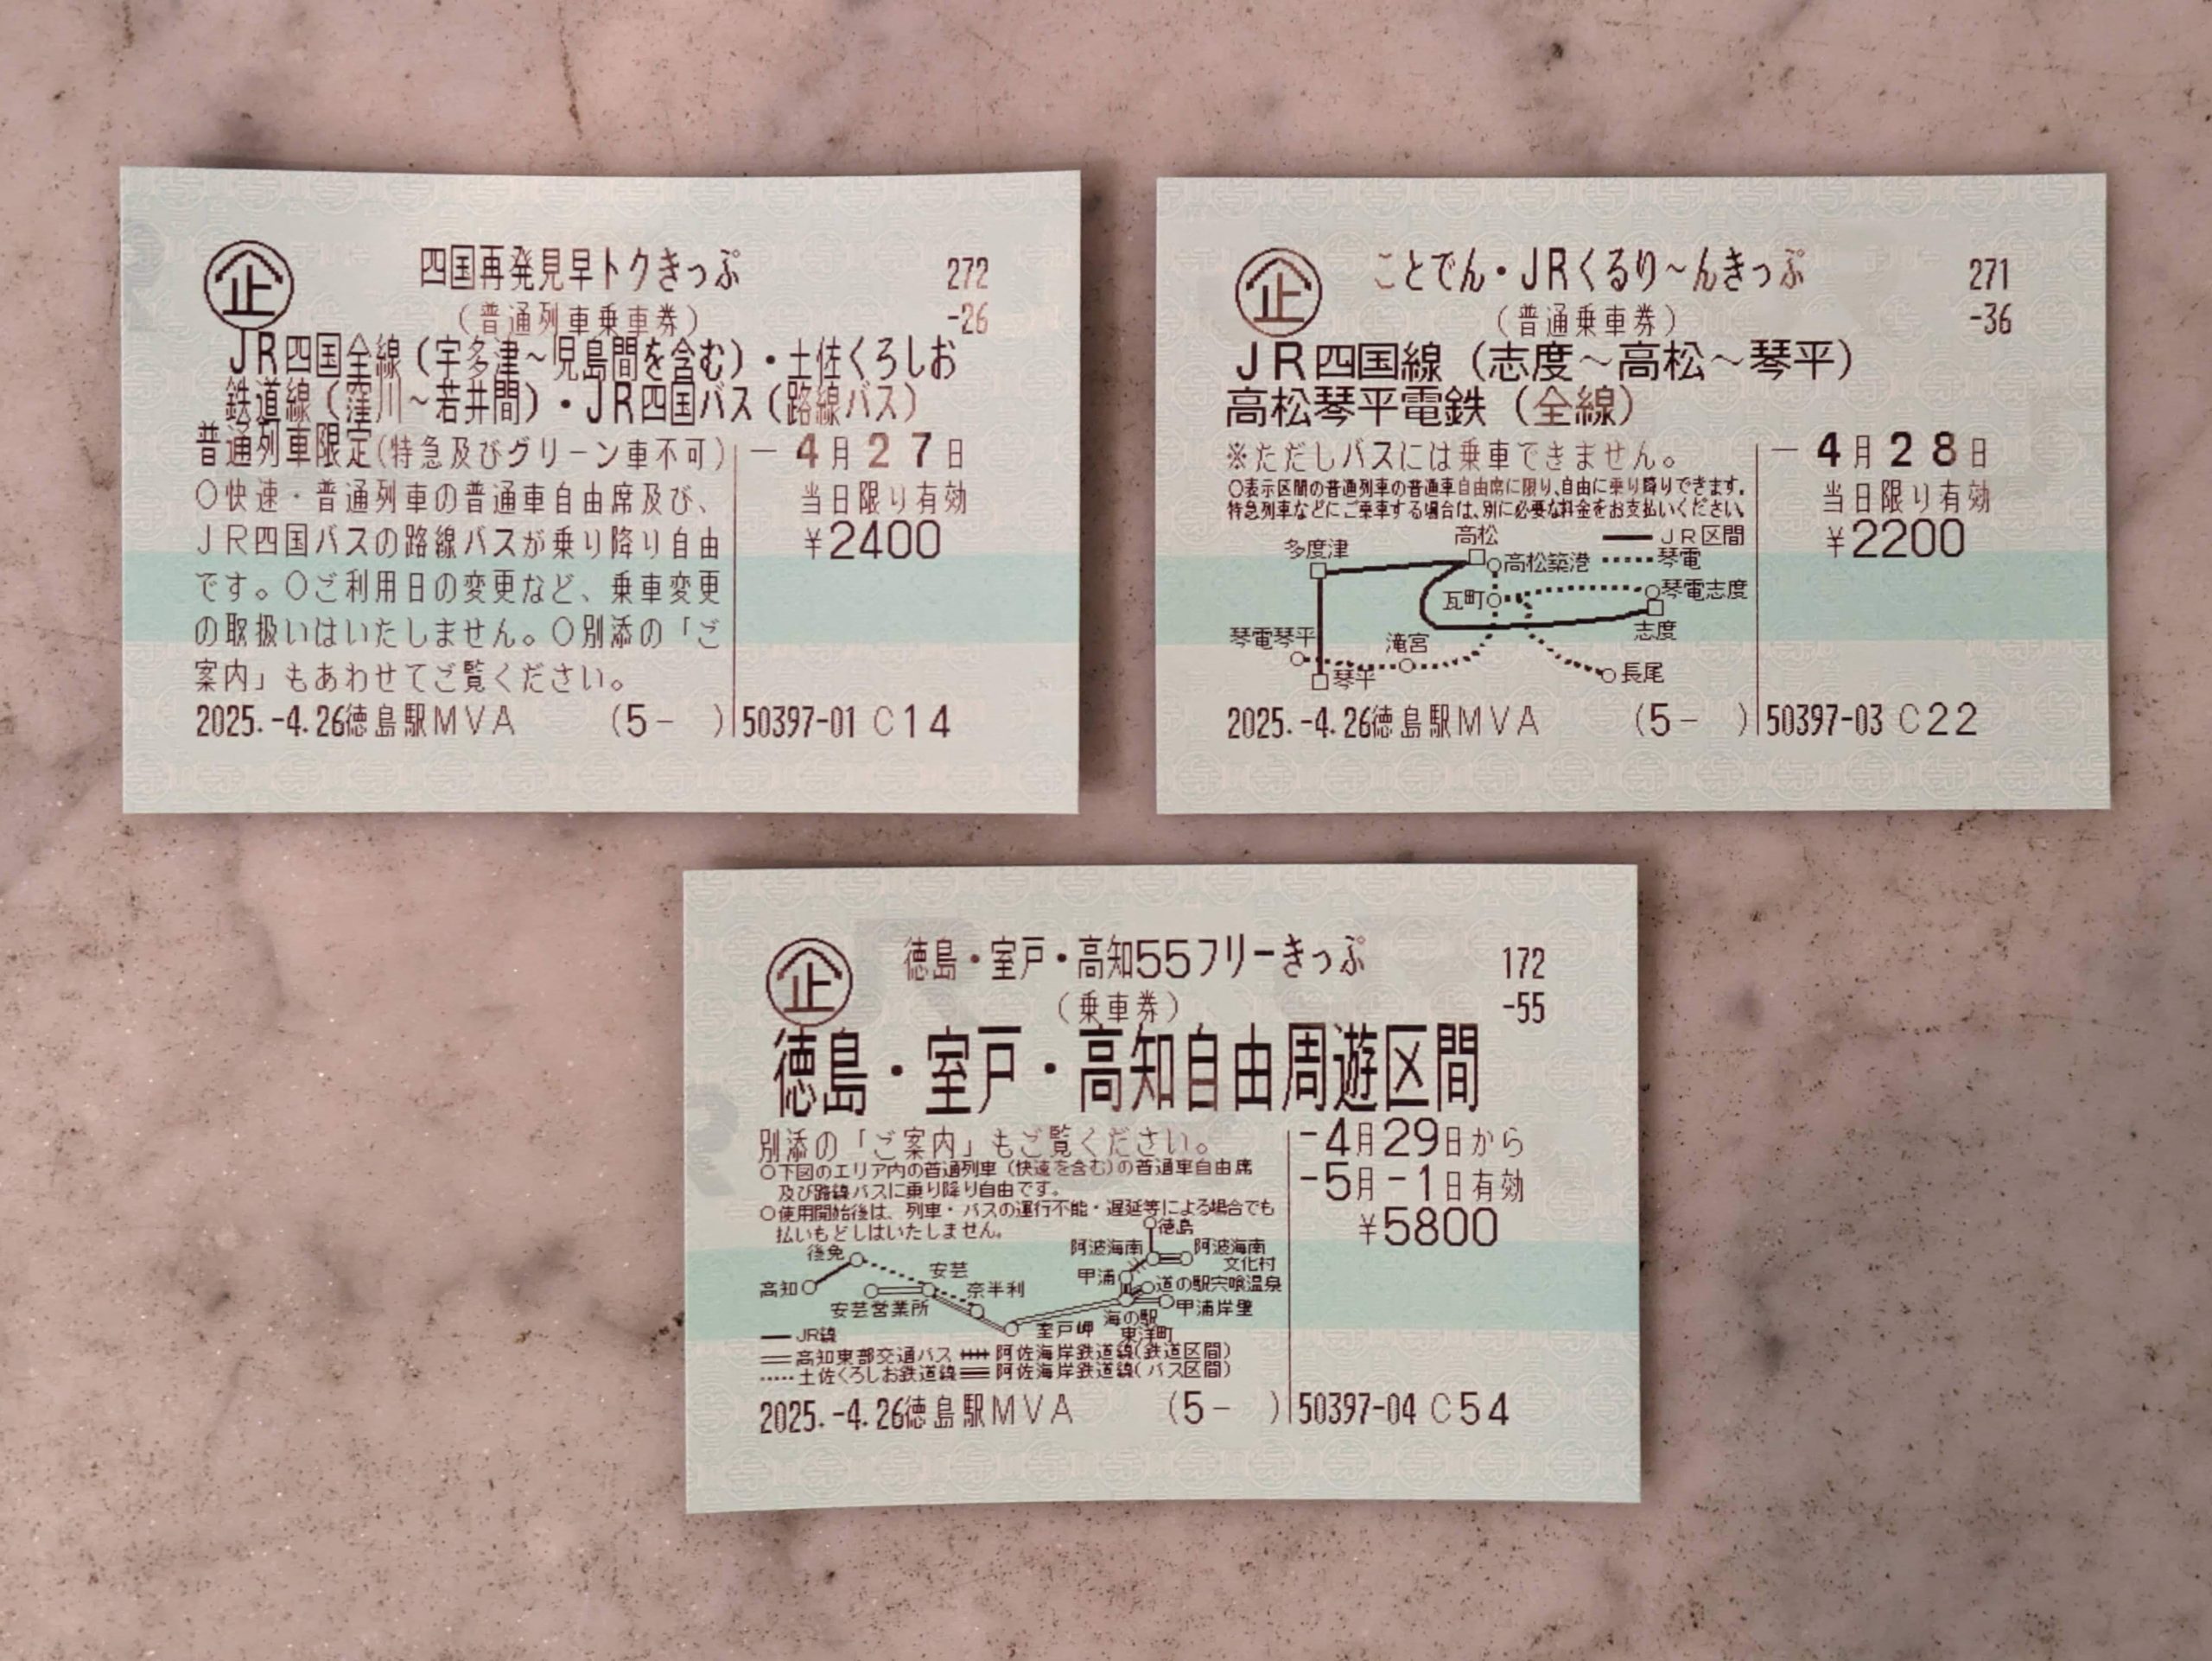 企
四国再発見早トクきっぷ
272
（普通列車乗車券）
-26
JR四国全線（宇多津～児島間を含む）・土佐くろしお
鉄道線（窪川～若井間）・JR四国バス（路線バス）
普通列車限定(特急及びグリーン車不可)
-4月27日
〇快速・普通列車の普通車自由席及び、
当日限り有効
JR四国バスの路線バスが乗り降り自由
¥2400
です。〇ご利用日の変更など、乗車変更
の取扱いはいたしません。〇別添の「ご
案内」もあわせてご覧ください。
2025.-4.26徳島駅MVA (5- ) 50397-01 C14
企
ことでん・JRくるり～んきっぷ
271
（普通乗車券）
-36
JR四国線（志度～高松～琴平）
高松琴平電鉄（全線）
※ただしバスには乗車できません。
-4月28日
〇表示区間の普通列車の普通車自由席に限り、自由に乗り降りできます。
当日限り有効
特急列車などにご乗車する場合は、別に必要な料金をお支払いください。
¥2200
高松
JR区間
多度津
高松築港
琴電
瓦町
琴電志度
志度
琴電琴平
滝宮
琴平
長尾
2025.-4.26徳島駅MVA (5- ) 50397-03 C22
企
徳島・室戸・高知55フリーきっぷ
172
（乗車券）
-55
徳島・室戸・高知自由周遊区間
別添の「ご案内」もご覧ください。
-4月29日から
〇下図のエリア内の普通列車（快速を含む）の普通車自由席
及び路線バスに乗り降り自由です。
-5月-1日有効
〇使用開始後は、列車・バスの運行不能・遅延等による場合でも
払いもどしはいたしません。
¥5800
徳島
後免
阿波海南
阿波海南
文化村
安芸
高知
奈半利
甲浦
道の駅宍喰温泉
安芸営業所
甲浦岸壁
室戸岬
海の駅
東洋町
JR線
高知東部交通バス
阿佐海岸鉄道線(鉄道区間)
土佐くろしお鉄道線
阿佐海岸鉄道線(バス区間)
2025.-4.26徳島駅MVA (5- ) 50397-04 C54